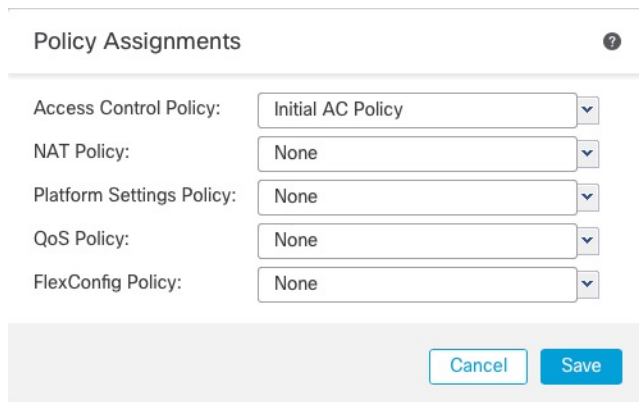 Policy Assignments ?
Access Control Policy: Initial AC Policy
NAT Policy: None
Platform Settings Policy: None
QoS Policy: None
FlexConfig Policy: None
Cancel Save